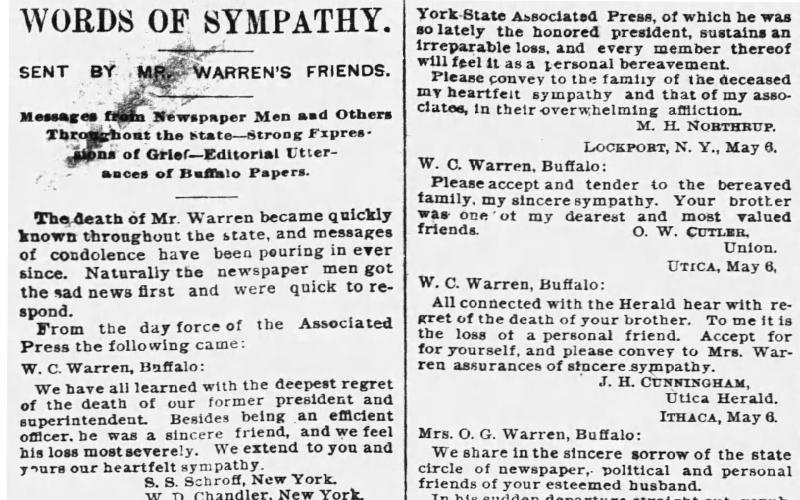 WORDS OF SYMPATHY.
SENT BY MR. WARREN'S FRIENDS.
Messages from Newspaper Men and Others
Throughout the State—Strong Expres-
sions of Grief—Editorial Utter-
ances of Buffalo Papers.
The death of Mr. Warren became quickly
known throughout the state, and messages
of condolence have been pouring in ever
since. Naturally the newspaper men got
the sad news first and were quick to re-
spond.
From the day force of the Associated
Press the following came:
W. C. Warren, Buffalo:
We have all learned with the deepest regret
of the death of our former president and
superintendent. Besides being an efficient
officer, he was a sincere friend, and we feel
his loss most severely. We extend to you and
yours our heartfelt sympathy.
S. S. Schroff, New York.
W. D. Chandler, New York.
York State Associated Press, of which he was
so lately the honored president, sustains an
irreparable loss, and every member thereof
will feel it as a personal bereavement.
Please convey to the family of the deceased
my heartfelt sympathy and that of my asso-
ciates, in their overwhelming affliction.
M. H. NORTHRUP.
LOCKPORT, N. Y., May 6.
W. C. Warren, Buffalo:
Please accept and tender to the bereaved
family, my sincere sympathy. Your brother
was one of my dearest and most valued
friends. O. W. CUTLER,
Union.
UTICA, May 6,
W. C. Warren, Buffalo:
All connected with the Herald hear with re-
gret of the death of your brother. To me it is
the loss of a personal friend. Accept for
for yourself, and please convey to Mrs. War-
ren assurances of sincere sympathy.
J. H. CUNNINGHAM,
Utica Herald.
ITHACA, May 6.
Mrs. O. G. Warren, Buffalo:
We share in the sincere sorrow of the state
circle of newspaper, political and personal
friends of your esteemed husband.
In his sudden departure